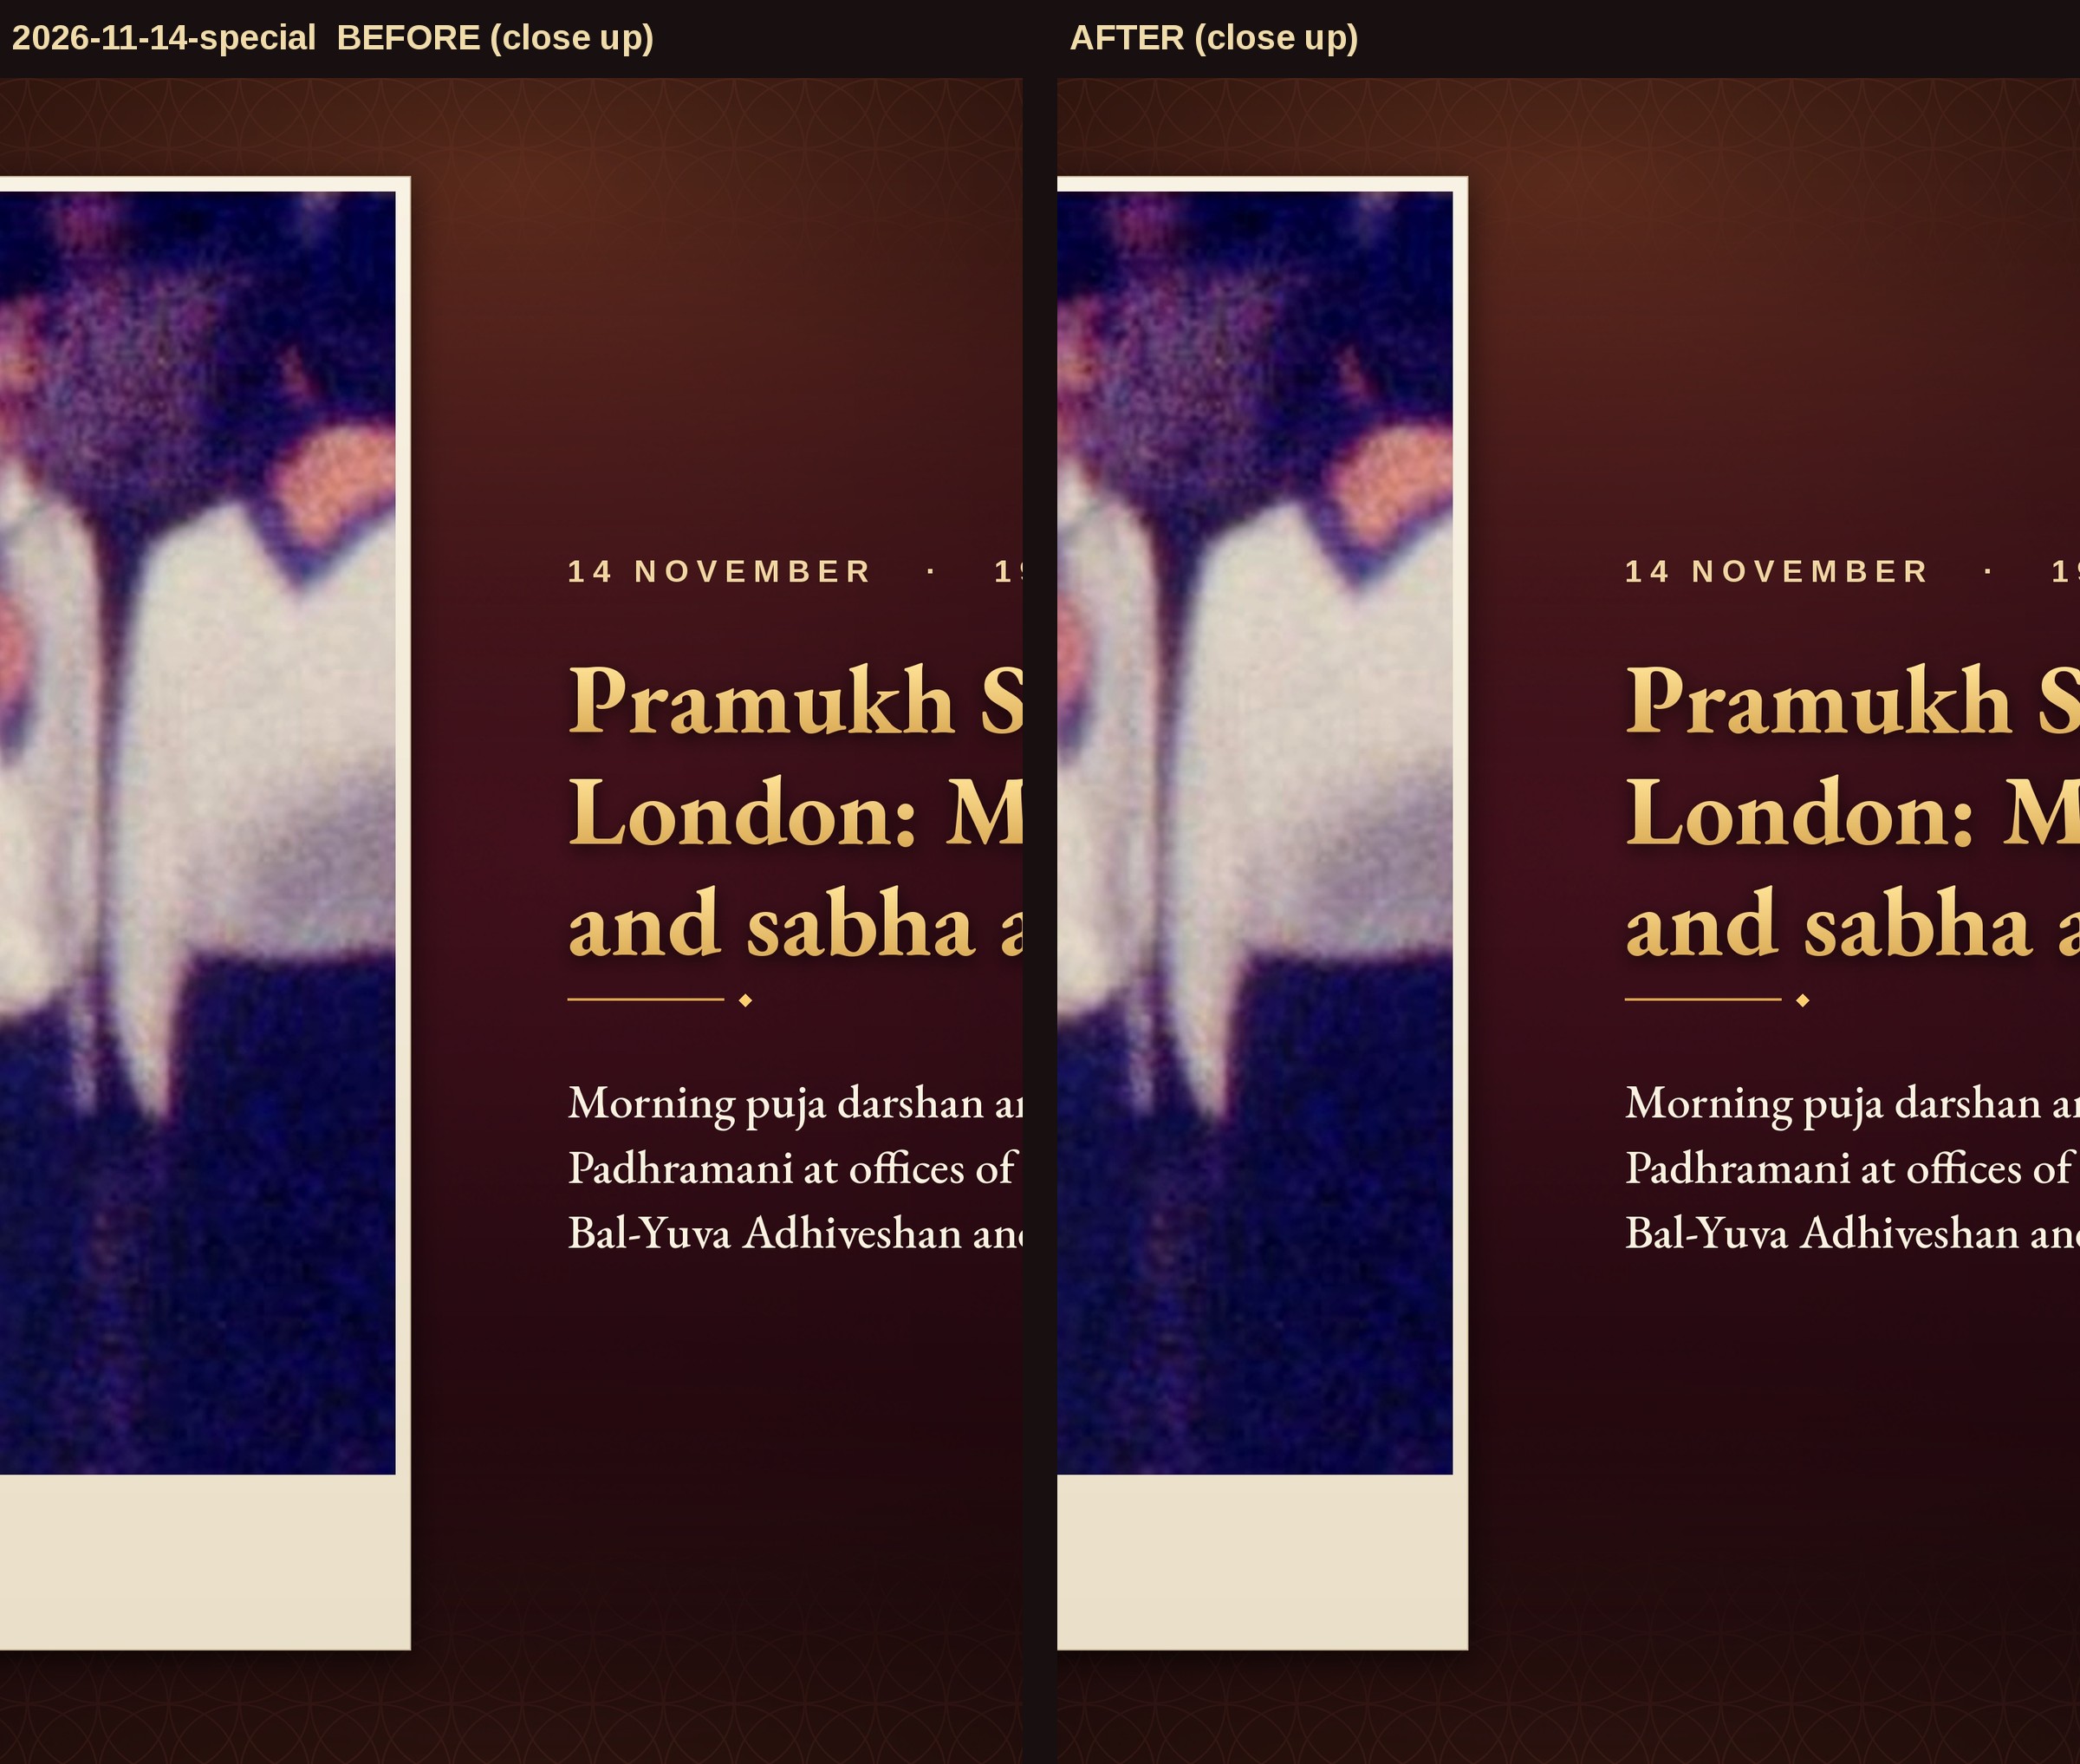 2026-11-14-special BEFORE (close up)
14 NOVEMBER ·
Pramukh
London:
and sabha
Morning puja darshan
Padhramani at offices of
Bal-Yuva Adhiveshan
AFTER (close up)
14 NOVEMBER ·
Pramukh
London:
and sabha
Morning puja darshan
Padhramani at offices of
Bal-Yuva Adhiveshan